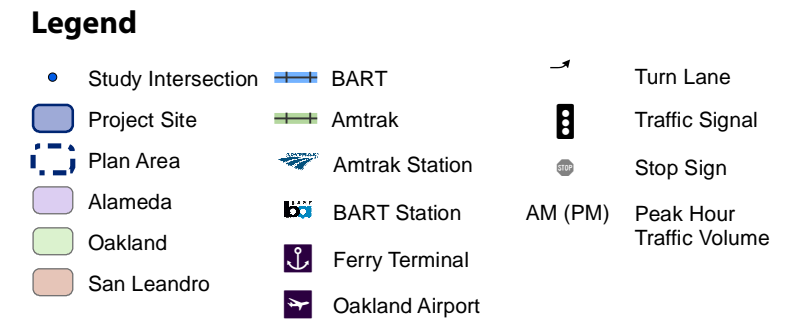 Legend
Study Intersection
Project Site
Plan Area
Alameda
Oakland
San Leandro
BART
Amtrak
Amtrak Station
BART Station
Ferry Terminal
Oakland Airport
Turn Lane
Traffic Signal
STOP Stop Sign
AM (PM) Peak Hour
Traffic Volume